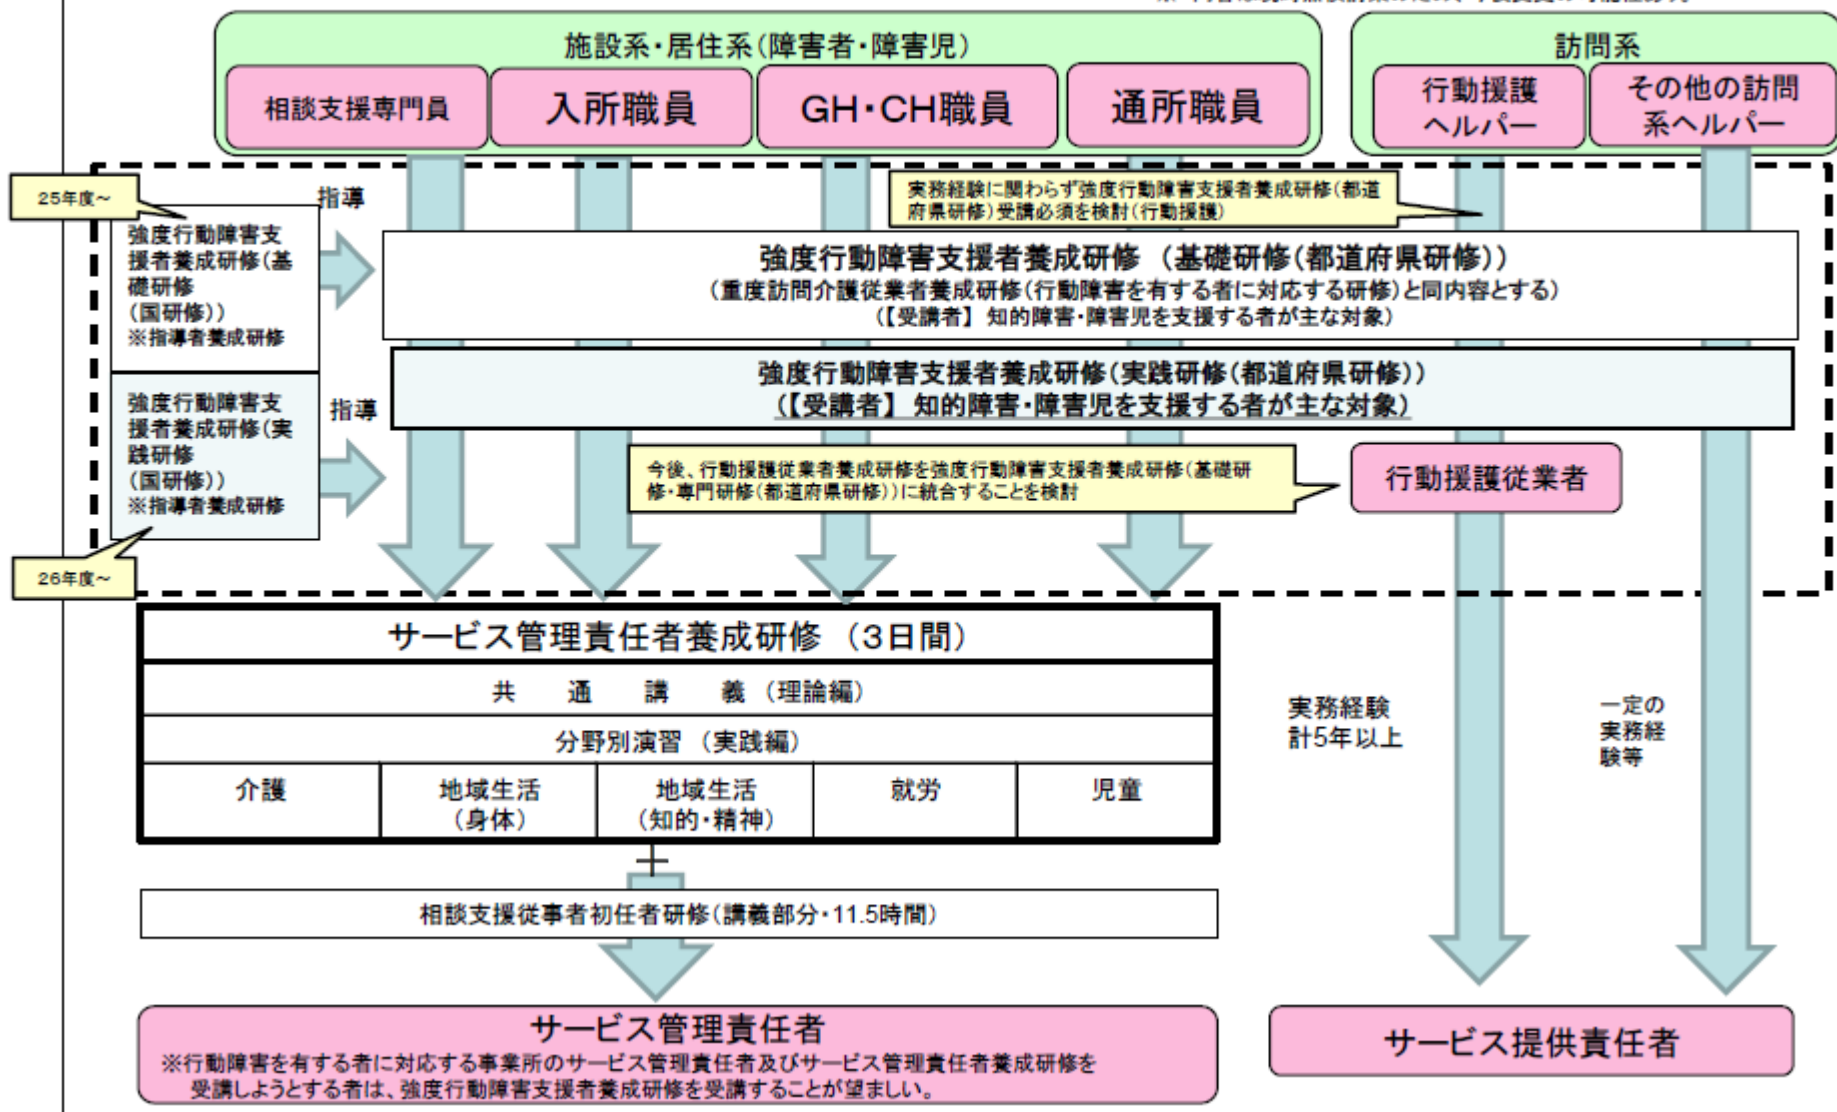 施設系・居住系(障害者・障害児)
訪問系
相談支援専門員
入所職員
GH・CH職員
通所職員
行動援護
ヘルパー
その他の訪問
系ヘルパー
25年度～
指導
実務経験に関わらず強度行動障害支援者養成研修(都道
府県研修)受講必須を検討(行動援護)
強度行動障害支
援者養成研修(基
礎研修
(国研修))
※指導者養成研修
強度行動障害支援者養成研修 (基礎研修(都道府県研修))
(重度訪問介護従業者養成研修(行動障害を有する者に対応する研修)と同内容とする)
(【受講者】 知的障害・障害児を支援する者が主な対象)
強度行動障害支援者養成研修(実践研修(都道府県研修))
(【受講者】 知的障害・障害児を支援する者が主な対象)
強度行動障害支
援者養成研修(実
践研修
(国研修))
※指導者養成研修
指導
今後、行動援護従業者養成研修を強度行動障害支援者養成研修(基礎研
修・専門研修(都道府県研修))に統合することを検討
行動援護従業者
26年度～
サービス管理責任者養成研修 (3日間)
共 通 講 義 (理論編)
分野別演習 (実践編)
介護
地域生活
(身体)
地域生活
(知的・精神)
就労
児童
実務経験
計5年以上
一定の
実務経
験等
＋
相談支援従事者初任者研修(講義部分・11.5時間)
サービス管理責任者
※行動障害を有する者に対応する事業所のサービス管理責任者及びサービス管理責任者養成研修を
受講しようとする者は、強度行動障害支援者養成研修を受講することが望ましい。
サービス提供責任者